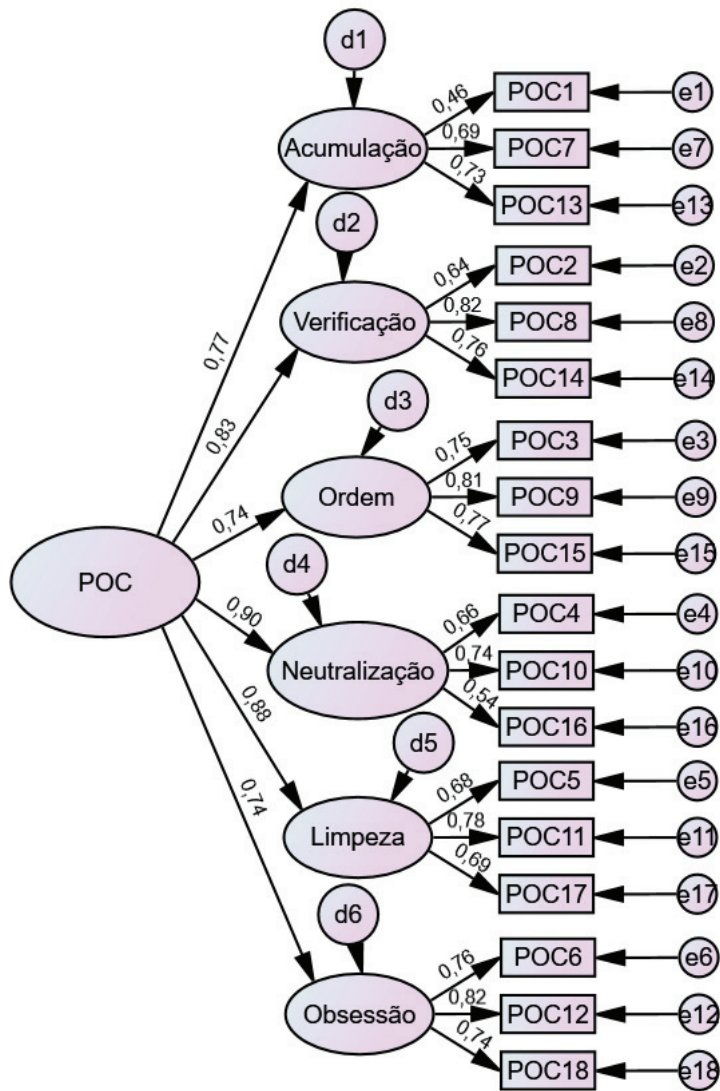 d1
Acumulação
0,46
POC1
e1
0,69
POC7
e7
0,73
POC13
e13
d2
Verificação
0,64
POC2
e2
0,82
POC8
e8
0,76
POC14
e14
d3
Ordem
0,75
POC3
e3
0,81
POC9
e9
0,77
POC15
e15
POC
0,77
0,83
0,74
0,90
0,88
0,74
d4
Neutralização
0,66
POC4
e4
0,74
POC10
e10
0,54
POC16
e16
d5
Limpeza
0,68
POC5
e5
0,78
POC11
e11
0,69
POC17
e17
d6
Obsessão
0,76
POC6
e6
0,82
POC12
e12
0,74
POC18
e18